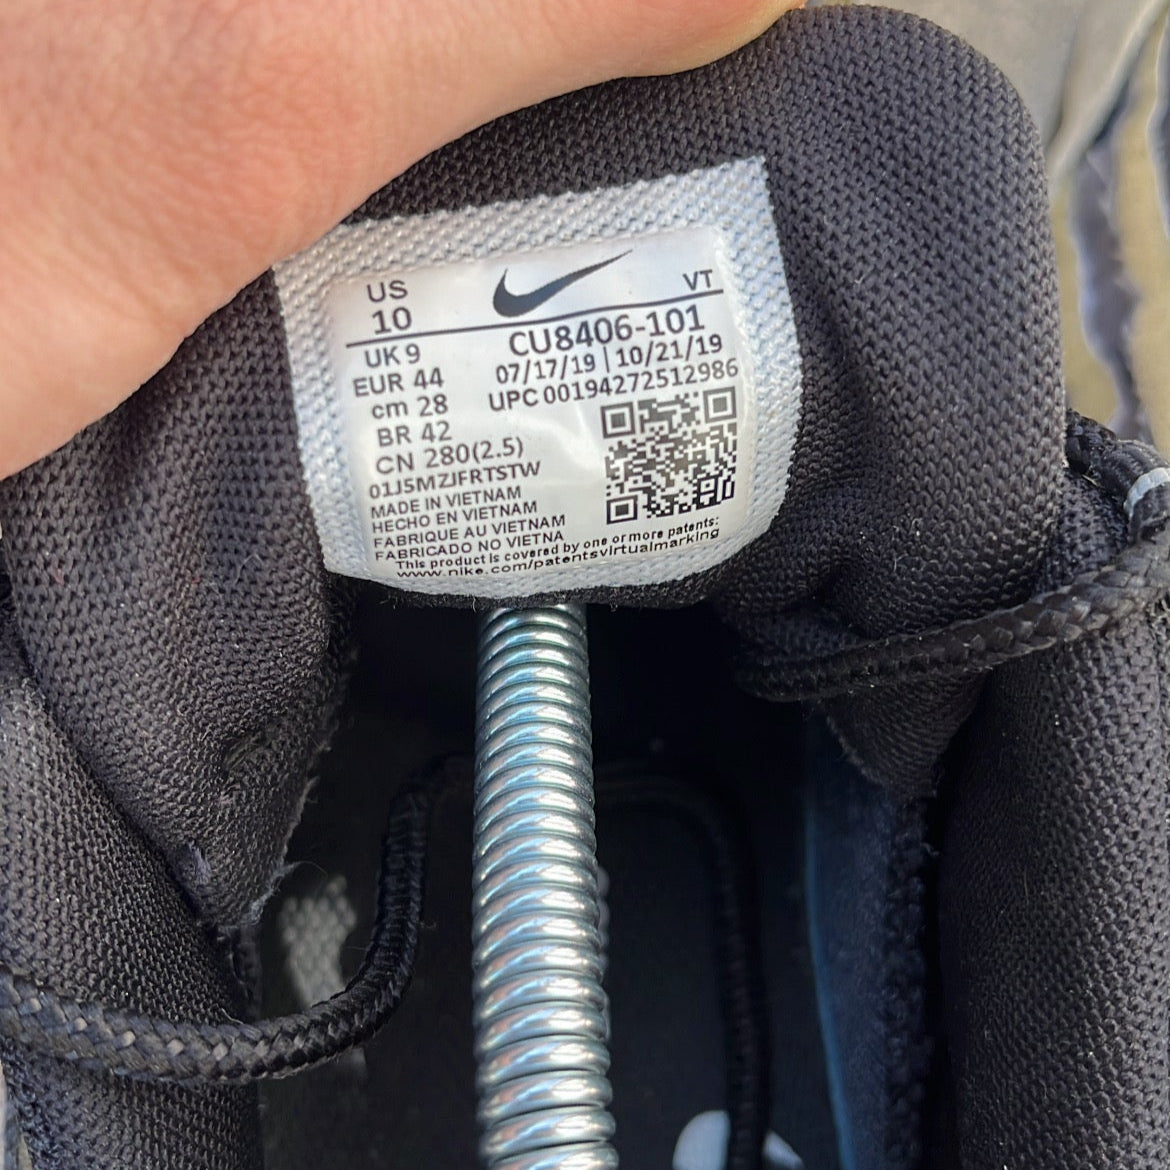 US
10
VT
CU8406-101
UK 9
07/17/19 | 10/21/19
EUR 44
UPC 00194272512986
cm 28
BR 42
CN 280(2.5)
01J5MZJFRTSTW
MADE IN VIETNAM
HECHO EN VIETNAM
FABRIQUE AU VIETNAM
FABRICADO NO VIETNA
This product is covered by one or more patents:
www.nike.com/patentsvirtualmarking